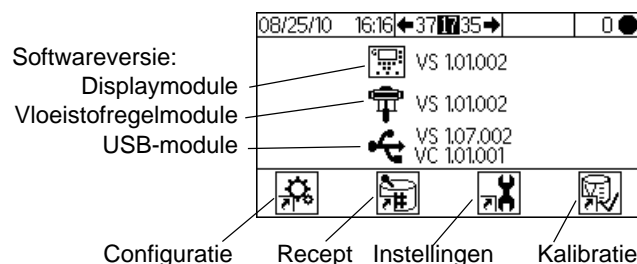 08/25/10 16:16 37 17 35 0
Softwareversie:
Displaymodule VS 1.01.002
Vloeistofregelmodule VS 1.01.002
USB-module VS 1.07.002
VC 1.01.001
#
Configuratie Recept Instellingen Kalibratie